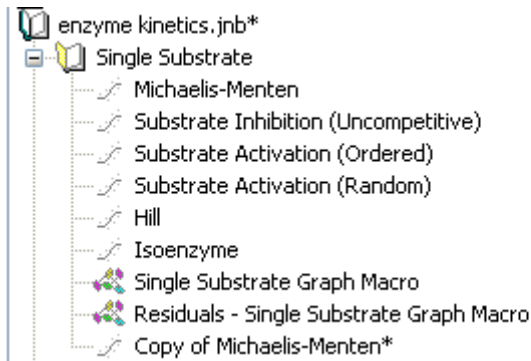 enzyme kinetics.jnb*
Single Substrate
Michaelis-Menten
Substrate Inhibition (Uncompetitive)
Substrate Activation (Ordered)
Substrate Activation (Random)
Hill
Isoenzyme
Single Substrate Graph Macro
Residuals - Single Substrate Graph Macro
Copy of Michaelis-Menten*